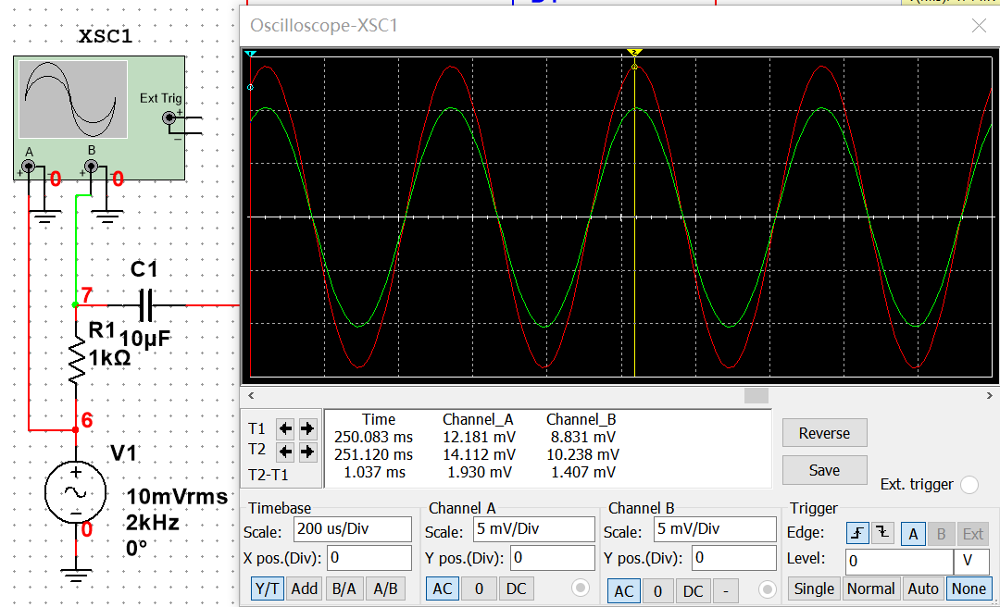 Oscilloscope-XSC1
XSC1
Ext Trig
+
−
A
B
+
−
0
+
−
0
C1
7
R1
10µF
1kΩ
6
V1
+
−
10mVrms
2kHz
0°
0
1
2
T1
T2
T2-T1
Time Channel_A Channel_B
250.083 ms 12.181 mV 8.831 mV
251.120 ms 14.112 mV 10.238 mV
1.037 ms 1.930 mV 1.407 mV
Reverse
Save
Ext. trigger
Timebase
Scale: 200 us/Div
X pos.(Div): 0
Y/T Add B/A A/B
Channel A
Scale: 5 mV/Div
Y pos.(Div): 0
AC 0 DC
Channel B
Scale: 5 mV/Div
Y pos.(Div): 0
AC 0 DC -
Trigger
Edge: A B Ext
Level: 0 V
Single Normal Auto None